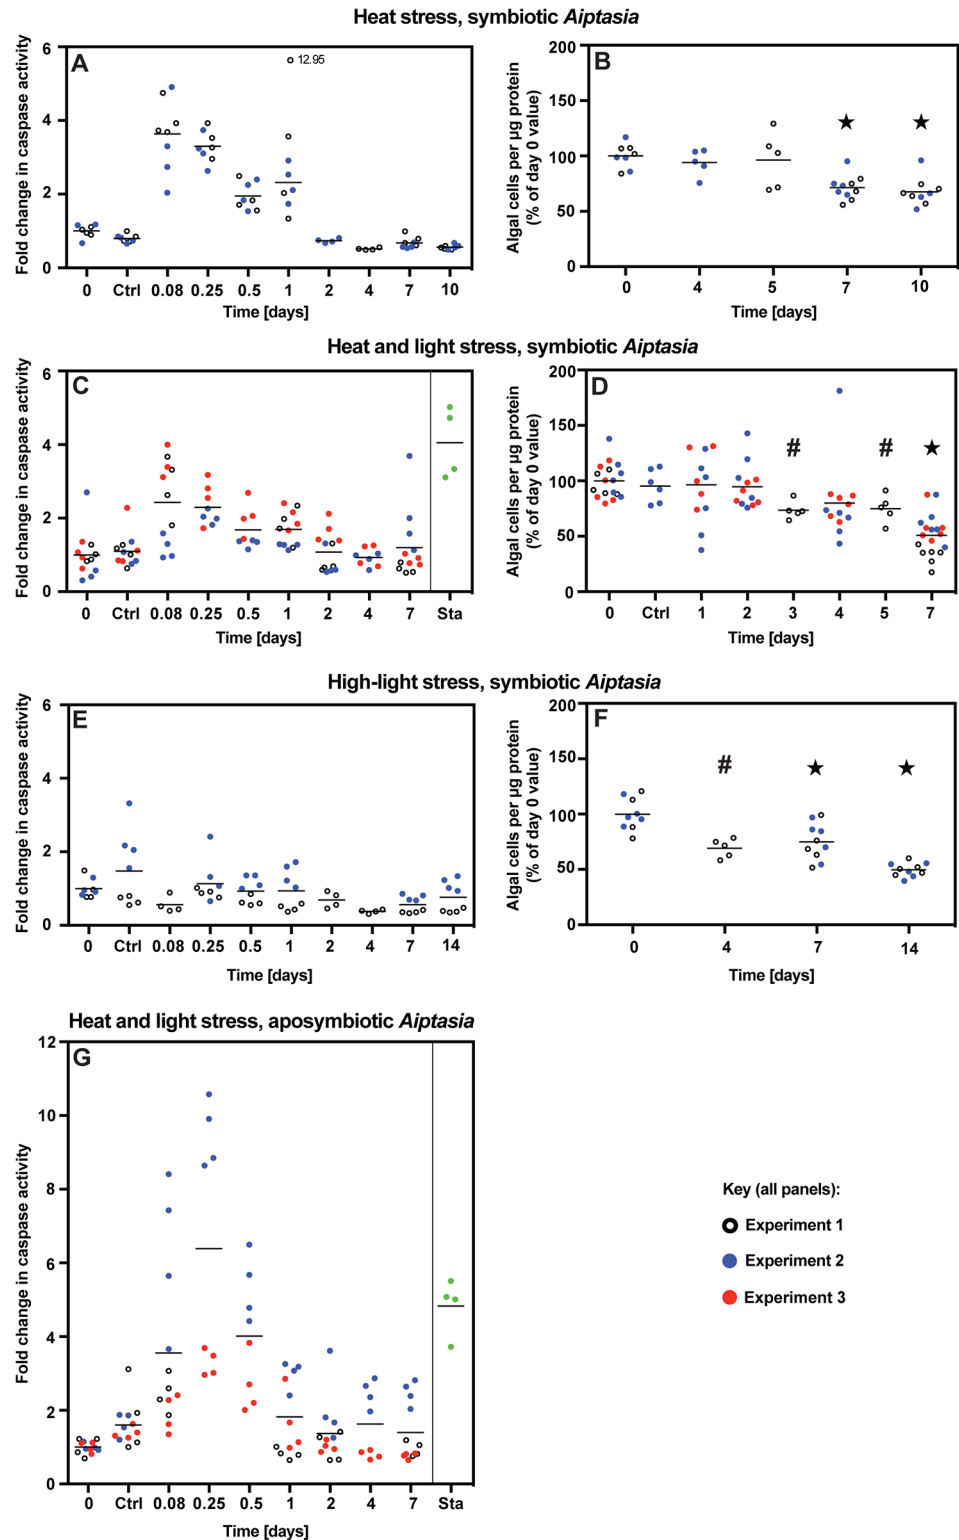 Heat stress, symbiotic Aiptasia
A
Fold change in caspase activity
6
4
2
0
12.95
0 Ctrl 0.08 0.25 0.5 1 2 4 7 10
Time [days]
B
Algal cells per µg protein
(% of day 0 value)
200
150
100
50
0
★ ★
0 4 5 7 10
Time [days]
Heat and light stress, symbiotic Aiptasia
C
Fold change in caspase activity
6
4
2
0
0 Ctrl 0.08 0.25 0.5 1 2 4 7 Sta
Time [days]
D
Algal cells per µg protein
(% of day 0 value)
200
150
100
50
0
# # ★
0 Ctrl 1 2 3 4 5 7
Time [days]
High-light stress, symbiotic Aiptasia
E
Fold change in caspase activity
6
4
2
0
0 Ctrl 0.08 0.25 0.5 1 2 4 7 14
Time [days]
F
Algal cells per µg protein
(% of day 0 value)
200
150
100
50
0
# ★ ★
0 4 7 14
Time [days]
Heat and light stress, aposymbiotic Aiptasia
G
Fold change in caspase activity
12
10
8
6
4
2
0
0 Ctrl 0.08 0.25 0.5 1 2 4 7 Sta
Time [days]
Key (all panels):
Experiment 1
Experiment 2
Experiment 3